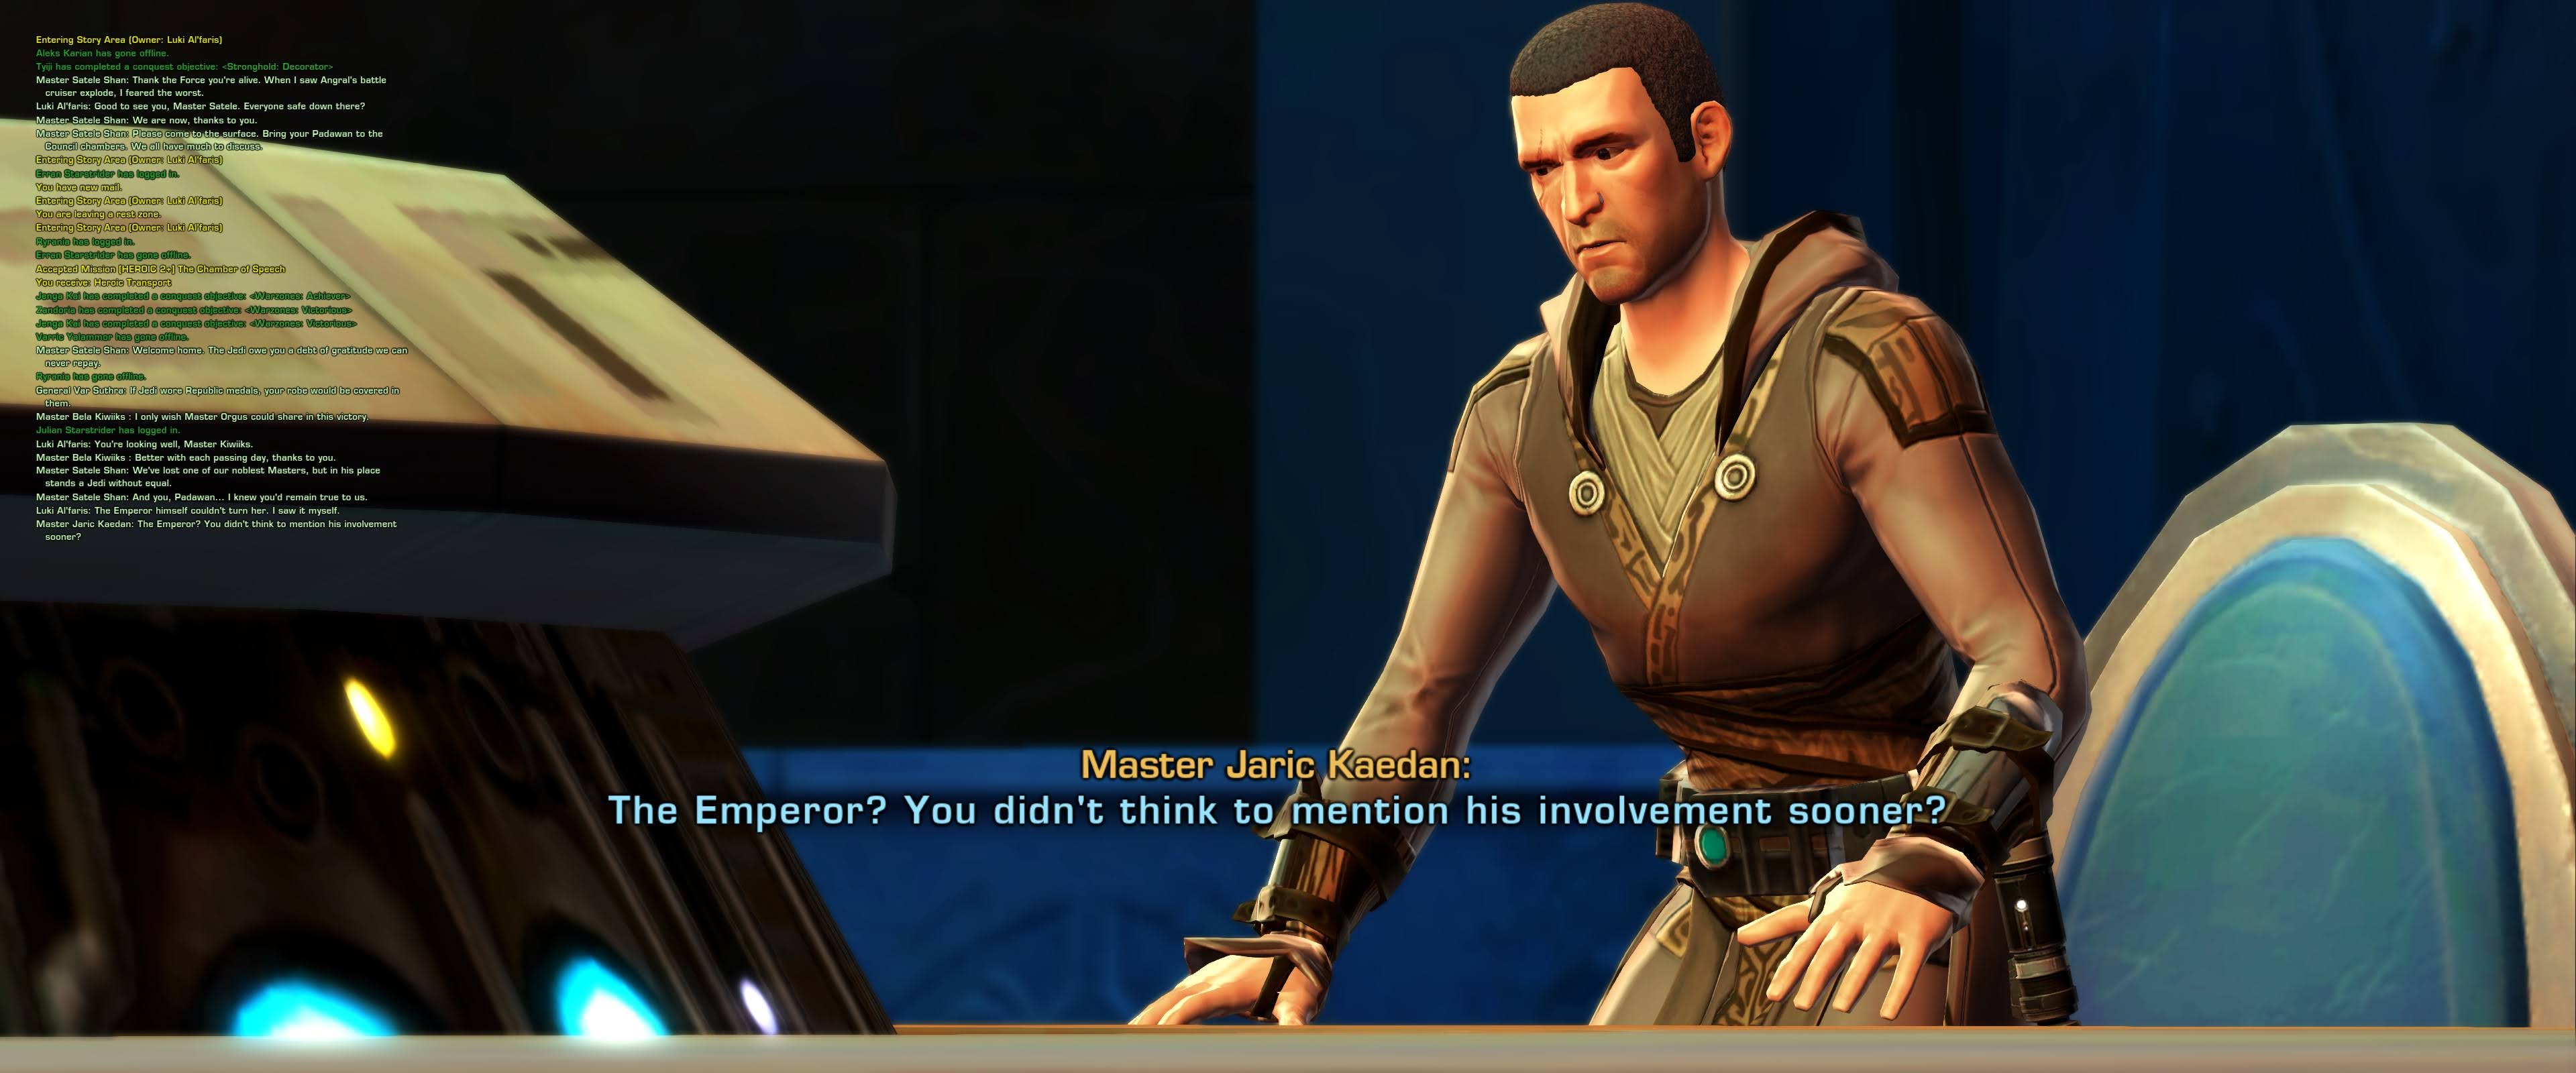 Entering Story Area (Owner: Luki Al'faris)
Aleks Karian has gone offline.
Tyiji has completed a conquest objective: <Stronghold: Decorator>
Master Satele Shan: Thank the Force you're alive. When I saw Angral's battle
cruiser explode, I feared the worst.
Luki Al'faris: Good to see you, Master Satele. Everyone safe down there?
Master Satele Shan: We are now, thanks to you.
Master Satele Shan: Please come to the surface. Bring your Padawan to the
Council chambers. We all have much to discuss.
Entering Story Area (Owner: Luki Al'faris)
Erran Starstrider has logged in.
You have new mail.
Entering Story Area (Owner: Luki Al'faris)
You are leaving a rest zone.
Entering Story Area (Owner: Luki Al'faris)
Ryrania has logged in.
Erran Starstrider has gone offline.
Accepted Mission [HEROIC 2+] The Chamber of Speech
You receive: Heroic Transport
Jenga Kai has completed a conquest objective: <Warzones: Achiever>
Zendorie has completed a conquest objective: <Warzones: Victorious>
Jenga Kai has completed a conquest objective: <Warzones: Victorious>
Varric Yalammar has gone offline.
Master Satele Shan: Welcome home. The Jedi owe you a debt of gratitude we can
never repay.
Ryrania has gone offline.
General Var Suthra: If Jedi wore Republic medals, your robe would be covered in
them.
Master Bela Kiwiiks : I only wish Master Orgus could share in this victory.
Julian Starstrider has logged in.
Luki Al'faris: You're looking well, Master Kiwiiks.
Master Bela Kiwiiks : Better with each passing day, thanks to you.
Master Satele Shan: We've lost one of our noblest Masters, but in his place
stands a Jedi without equal.
Master Satele Shan: And you, Padawan... I knew you'd remain true to us.
Luki Al'faris: The Emperor himself couldn't turn her. I saw it myself.
Master Jaric Kaedan: The Emperor? You didn't think to mention his involvement
sooner?
Master Jaric Kaedan:
The Emperor? You didn't think to mention his involvement sooner?